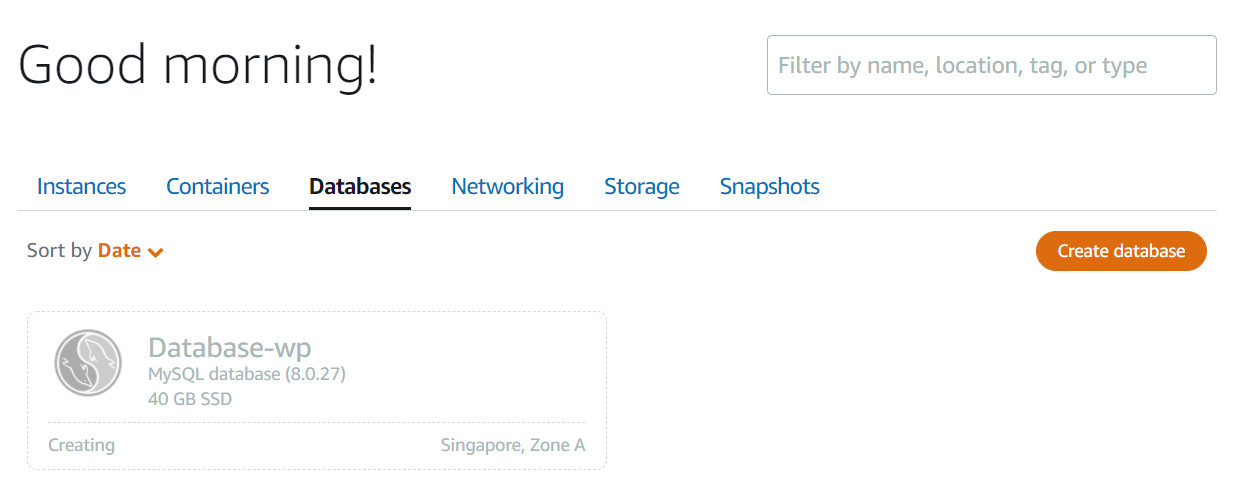 Good morning!
Filter by name, location, tag, or type
Instances Containers Databases Networking Storage Snapshots
Sort by Date
Create database
Database-wp
MySQL database (8.0.27)
40 GB SSD
Creating
Singapore, Zone A